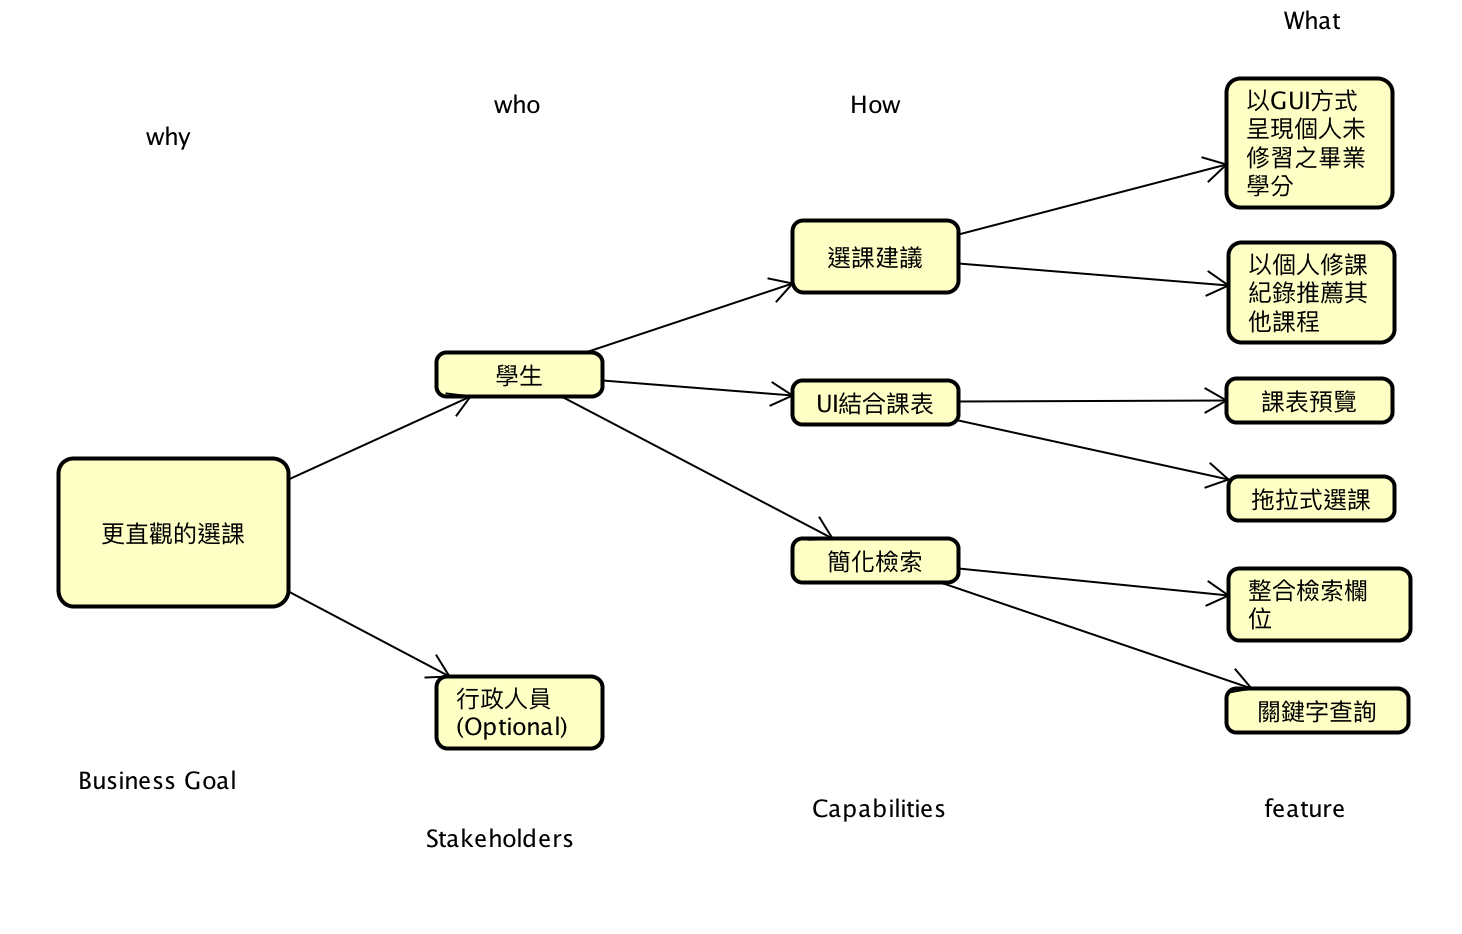 What
who
How
why
以GUI方式
呈現個人未
修習之畢業
學分
選課建議
以個人修課
紀錄推薦其
他課程
學生
UI結合課表
課表預覽
拖拉式選課
更直觀的選課
簡化檢索
整合檢索欄
位
行政人員
(Optional)
關鍵字查詢
Business Goal
Stakeholders
Capabilities
feature